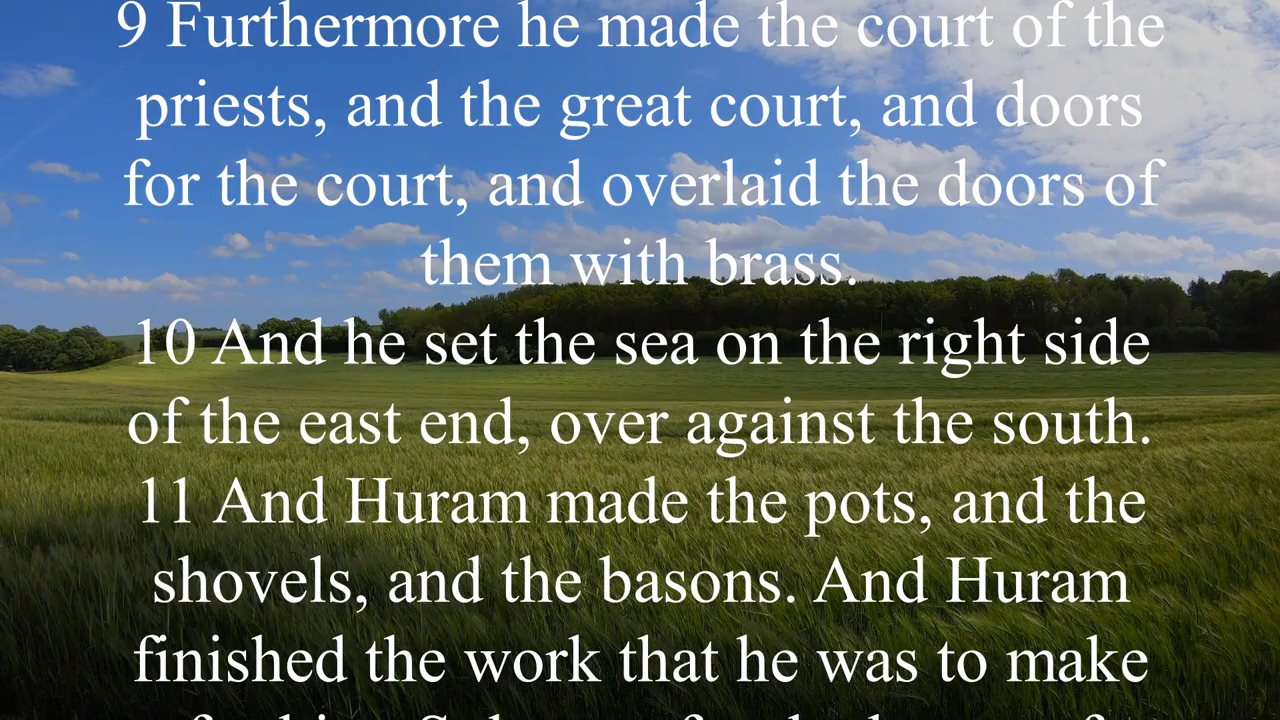 9 Furthermore he made the court of the
priests, and the great court, and doors
for the court, and overlaid the doors of
them with brass.
10 And he set the sea on the right side
of the east end, over against the south.
11 And Huram made the pots, and the
shovels, and the basons. And Huram
finished the work that he was to make